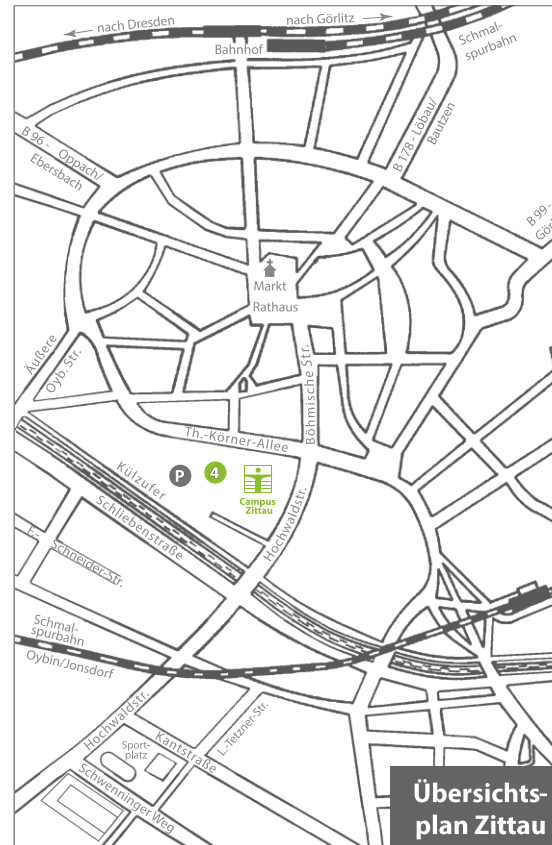 nach Dresden
nach Görlitz
Bahnhof
Schmal-
spurbahn
B 96 - Oppach/
Ebersbach
B 178 - Löbau/
Bautzen
B 99 -
Markt
Rathaus
Äußere
Oyb. Str.
Böhmische Str.
Th.-Körner-Allee
P
4
Campus
Zittau
Külzufer
Schliebenstraße
Hochwaldstr.
Schneider-Str.
Schmal-
spurbahn
Oybin/Jonsdorf
Hochwaldstr.
L.-Tetzner-Str.
Kantstraße
Sport-
platz
Schwenninger Weg
Übersichts-
plan Zittau